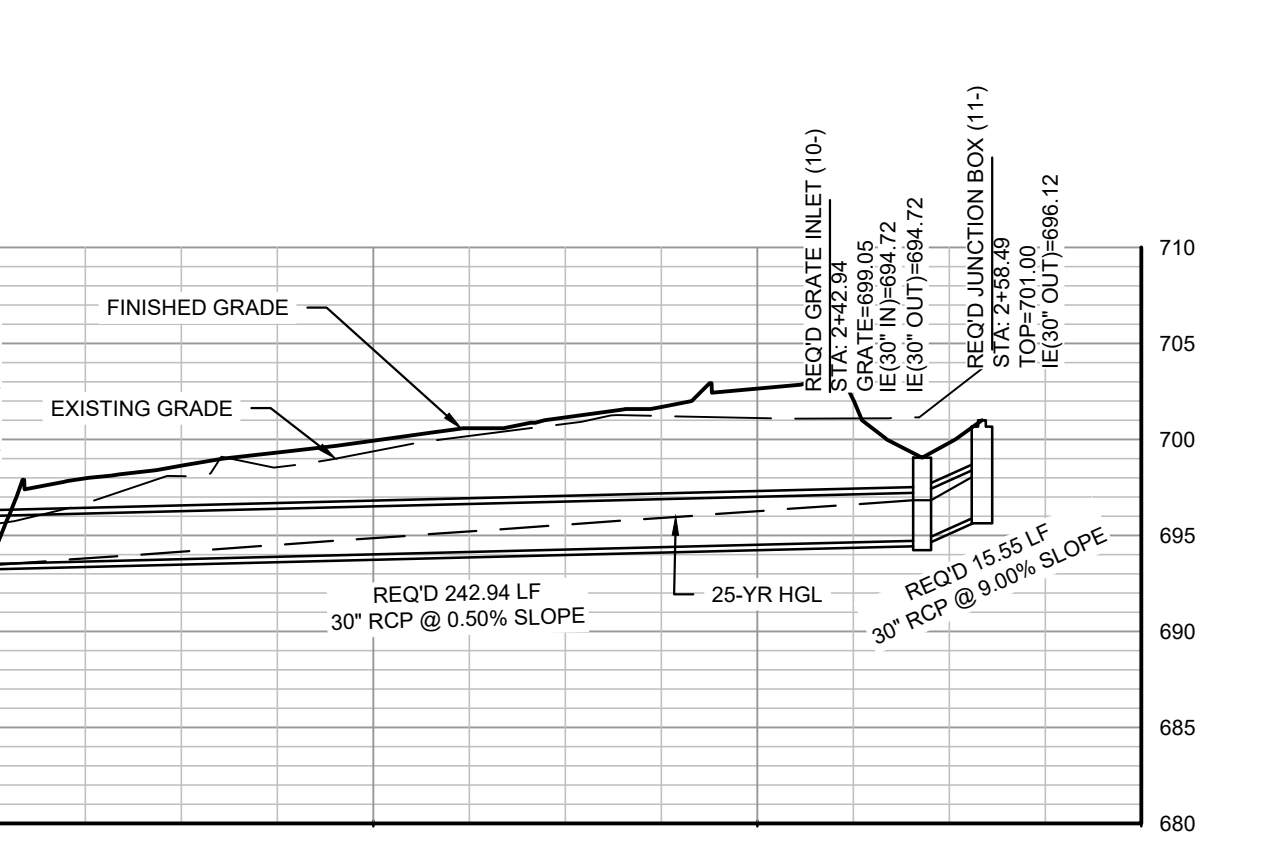 REQ'D GRATE INLET (10-)
STA: 2+42.94
GRATE=699.05
IE(30" IN)=694.72
IE(30" OUT)=694.72
REQ'D JUNCTION BOX (11-)
STA: 2+58.49
TOP=701.00
IE(30" OUT)=696.12
710
FINISHED GRADE
705
EXISTING GRADE
700
695
REQ'D 242.94 LF
30" RCP @ 0.50% SLOPE
25-YR HGL
REQ'D 15.55 LF
30" RCP @ 9.00% SLOPE
690
685
680